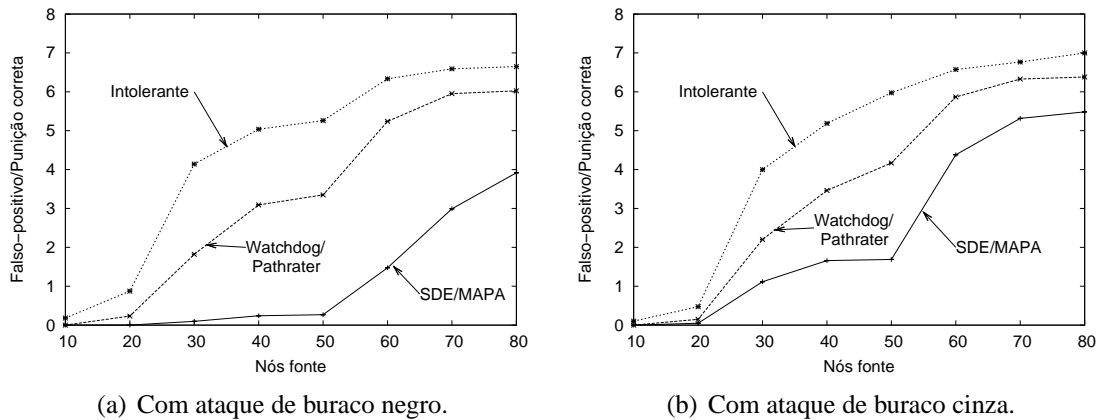 Falso−positivo/Punição correta
8
7
6
5
4
3
2
1
0
Intolerante
Watchdog/
Pathrater
SDE/MAPA
10 20 30 40 50 60 70 80
Nós fonte
(a) Com ataque de buraco negro.
Falso−positivo/Punição correta
8
7
6
5
4
3
2
1
0
Intolerante
Watchdog/
Pathrater
SDE/MAPA
10 20 30 40 50 60 70 80
Nós fonte
(b) Com ataque de buraco cinza.